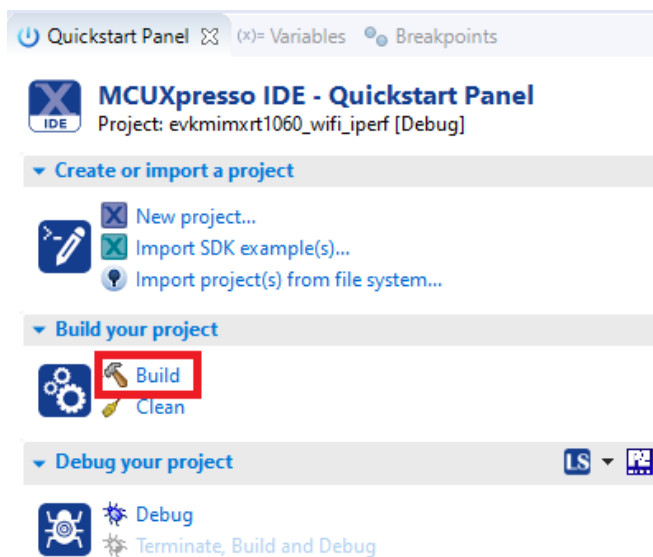 Quickstart Panel (x)= Variables Breakpoints
IDE
MCUXpresso IDE - Quickstart Panel
Project: evkmimxrt1060_wifi_iperf [Debug]
Create or import a project
New project...
Import SDK example(s)...
Import project(s) from file system...
Build your project
Build
Clean
Debug your project LS
Debug
Terminate, Build and Debug